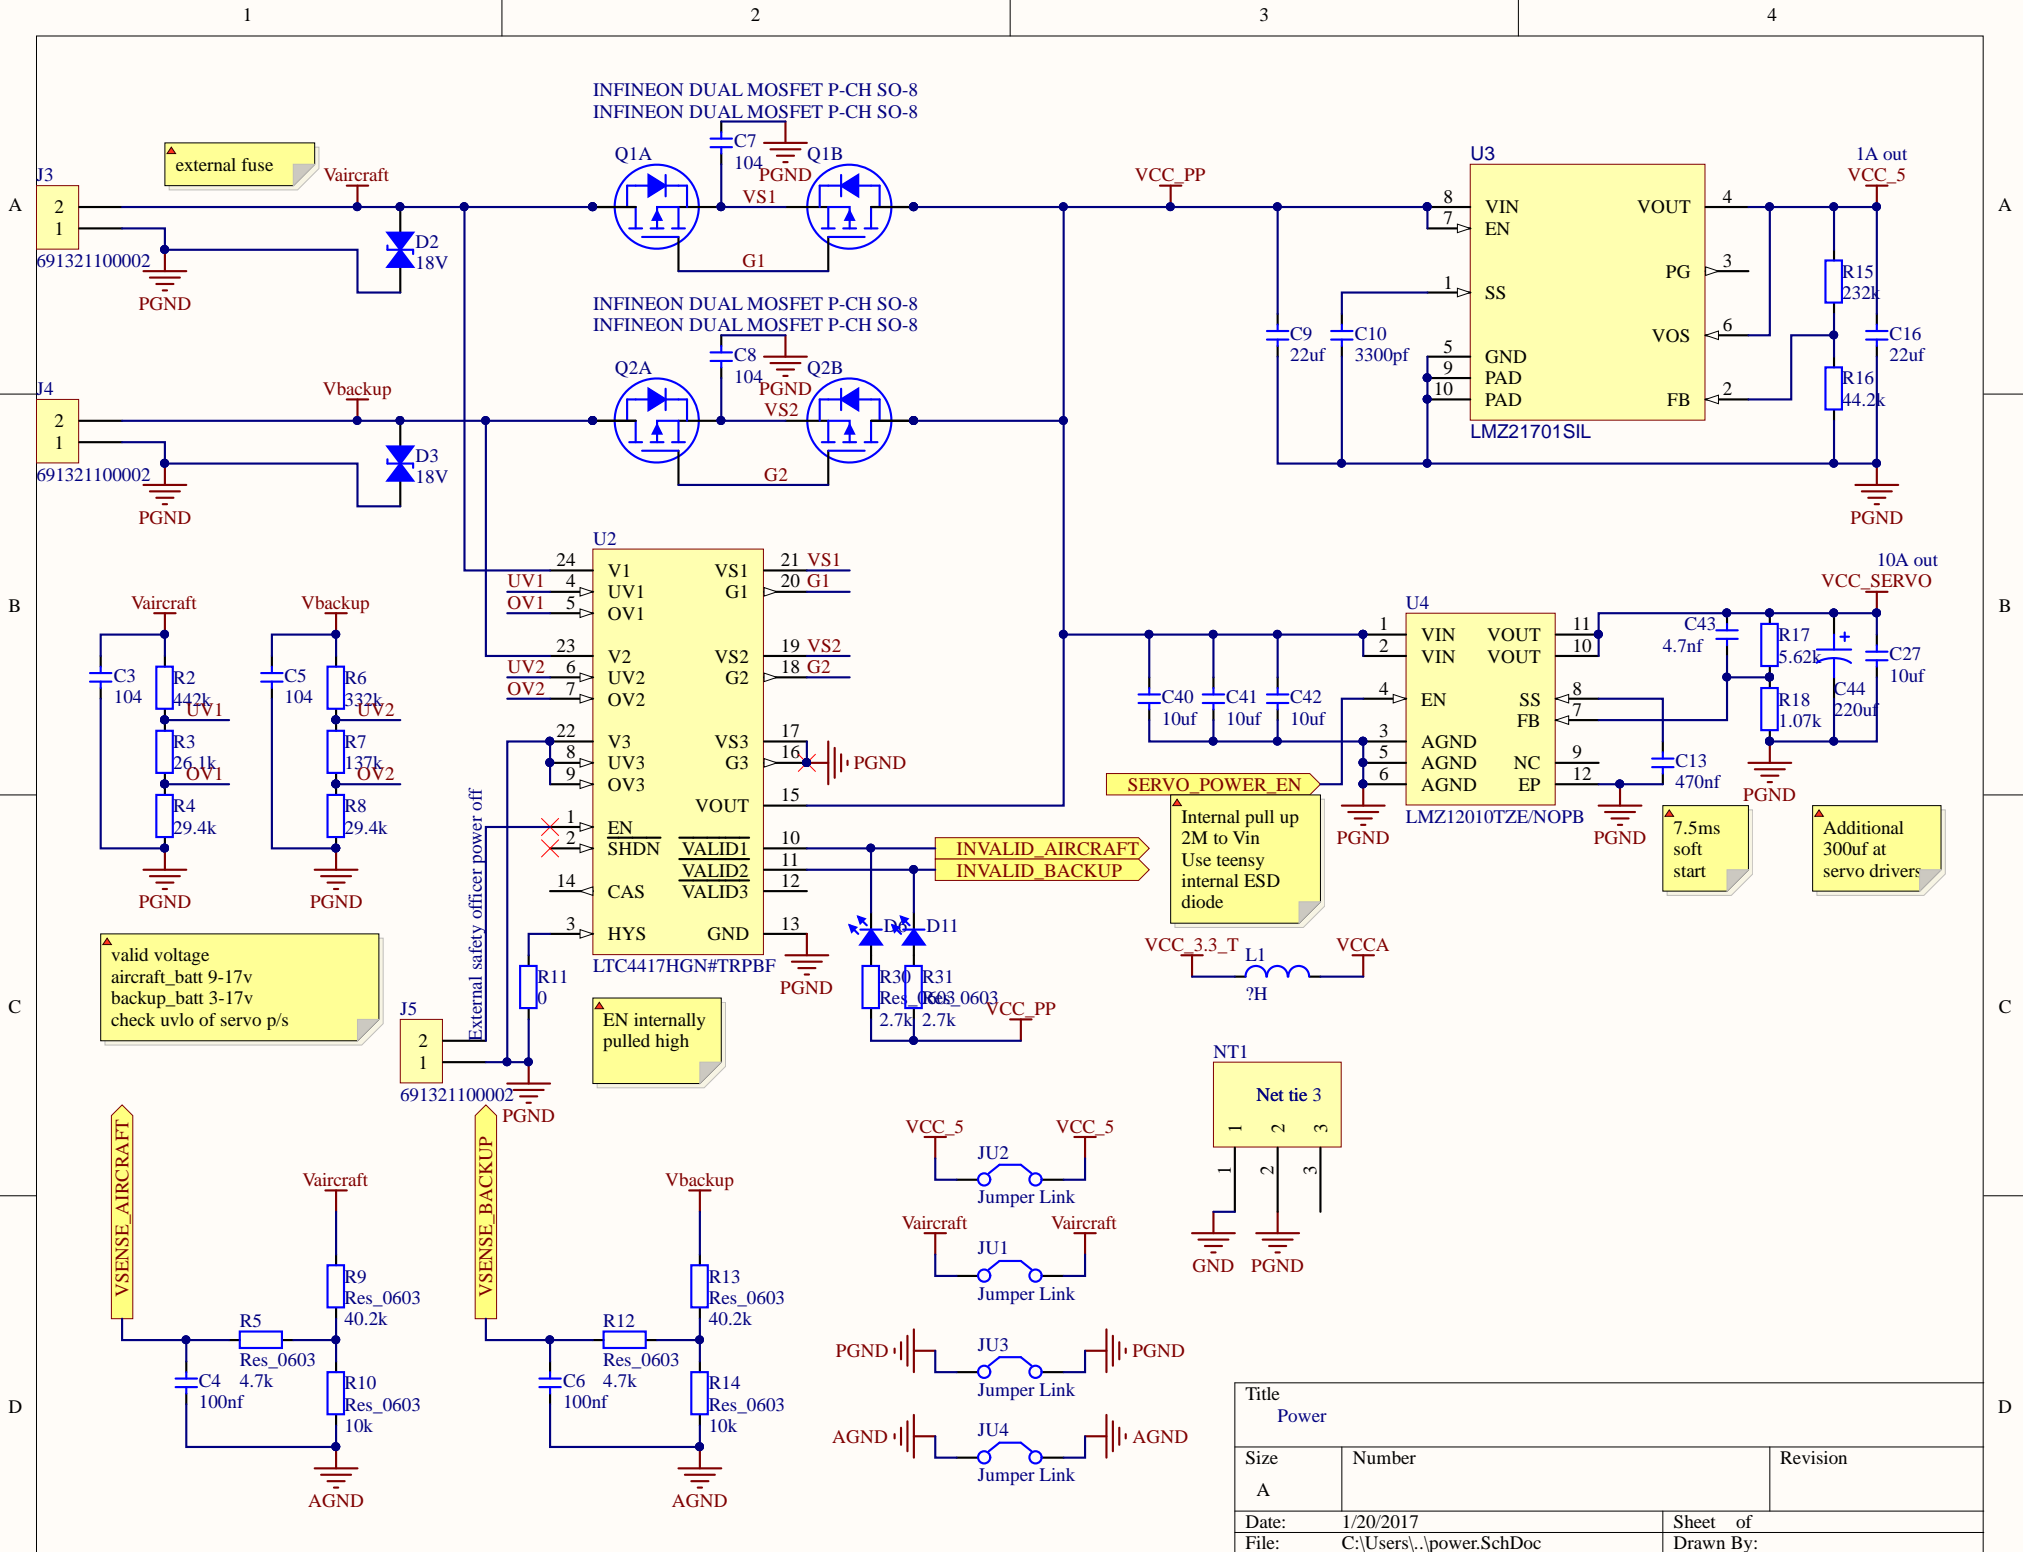 1 2 3 4
A A
B B
C C
D D
INFINEON DUAL MOSFET P-CH SO-8
INFINEON DUAL MOSFET P-CH SO-8
Q1A
C7
104
PGND
Q1B
VS1
G1
external fuse
J3
2
1
691321100002
PGND
Vaircraft
D2
18V
INFINEON DUAL MOSFET P-CH SO-8
INFINEON DUAL MOSFET P-CH SO-8
Q2A
C8
104
PGND
Q2B
VS2
G2
J4
2
1
691321100002
PGND
Vbackup
D3
18V
VCC_PP
C9
22uf
C10
3300pf
U3
8 VIN
7 EN
1 SS
5 GND
9 PAD
10 PAD
VOUT 4
PG 3
VOS 6
FB 2
LMZ21701SIL
1A out
VCC_5
R15
232k
R16
44.2k
C16
22uf
PGND
U2
24 V1
UV1 4 UV1
OV1 5 OV1
23 V2
UV2 6 UV2
OV2 7 OV2
22 V3
8 UV3
9 OV3
1 EN
2 SHDN
14 CAS
3 HYS
VS1 21 VS1
G1 20 G1
VS2 19 VS2
G2 18 G2
VS3 17
G3 16
PGND
VOUT 15
VALID1 10
VALID2 11
VALID3 12
GND 13
PGND
LTC4417HGN#TRPBF
INVALID_AIRCRAFT
INVALID_BACKUP
D11
R30
2.7k
R31
Res_0603
2.7k
VCC_PP
EN internally
pulled high
Vaircraft
C3
104
R2
442k
UV1
R3
26.1k
OV1
R4
29.4k
PGND
Vbackup
C5
104
R6
332k
UV2
R7
137k
OV2
R8
29.4k
PGND
valid voltage
aircraft_batt 9-17v
backup_batt 3-17v
check uvlo of servo p/s
External safety officer power off
J5
2
1
691321100002
R11
0
PGND
C40
10uf
C41
10uf
C42
10uf
SERVO_POWER_EN
Internal pull up
2M to Vin
Use teensy
internal ESD
diode
PGND
U4
1 VIN
2 VIN
4 EN
3 AGND
5 AGND
6 AGND
VOUT 11
VOUT 10
SS 8
FB 7
NC 9
EP 12
LMZ12010TZE/NOPB
10A out
VCC_SERVO
C43
4.7nf
R17
5.62k
R18
1.07k
C44
220uf
C27
10uf
C13
470nf
PGND
PGND
7.5ms
soft
start
Additional
300uf at
servo drivers
VCC_3.3_T
L1
?H
VCCA
NT1
Net tie 3
1 2 3
1 2 3
GND PGND
VSENSE_AIRCRAFT
Vaircraft
R9
Res_0603
40.2k
R5
Res_0603
4.7k
C4
100nf
R10
Res_0603
10k
AGND
VSENSE_BACKUP
Vbackup
R13
Res_0603
40.2k
R12
Res_0603
4.7k
C6
100nf
R14
Res_0603
10k
AGND
VCC_5 VCC_5
JU2
Jumper Link
Vaircraft Vaircraft
JU1
Jumper Link
PGND PGND
JU3
Jumper Link
AGND AGND
JU4
Jumper Link
Title
Power
Size
A
Number
Revision
Date: 1/20/2017
Sheet of
File: C:\Users\..\power.SchDoc
Drawn By: